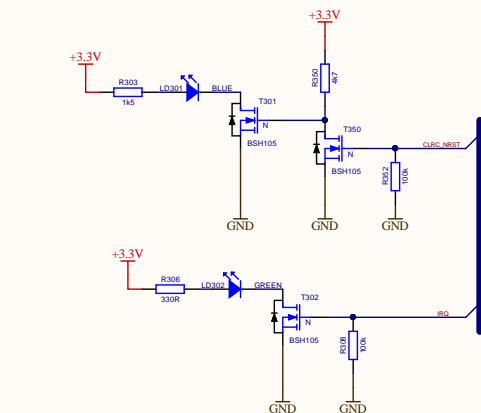 +3.3V
+3.3V
R303
1k5
LD301
BLUE
R350
4k7
T301
N
BSH105
T350
N
BSH105
CLRC_NRST
R352
100k
GND
GND
GND
+3.3V
R306
330R
LD302
GREEN
T302
N
BSH105
IRQ
R308
100k
GND
GND